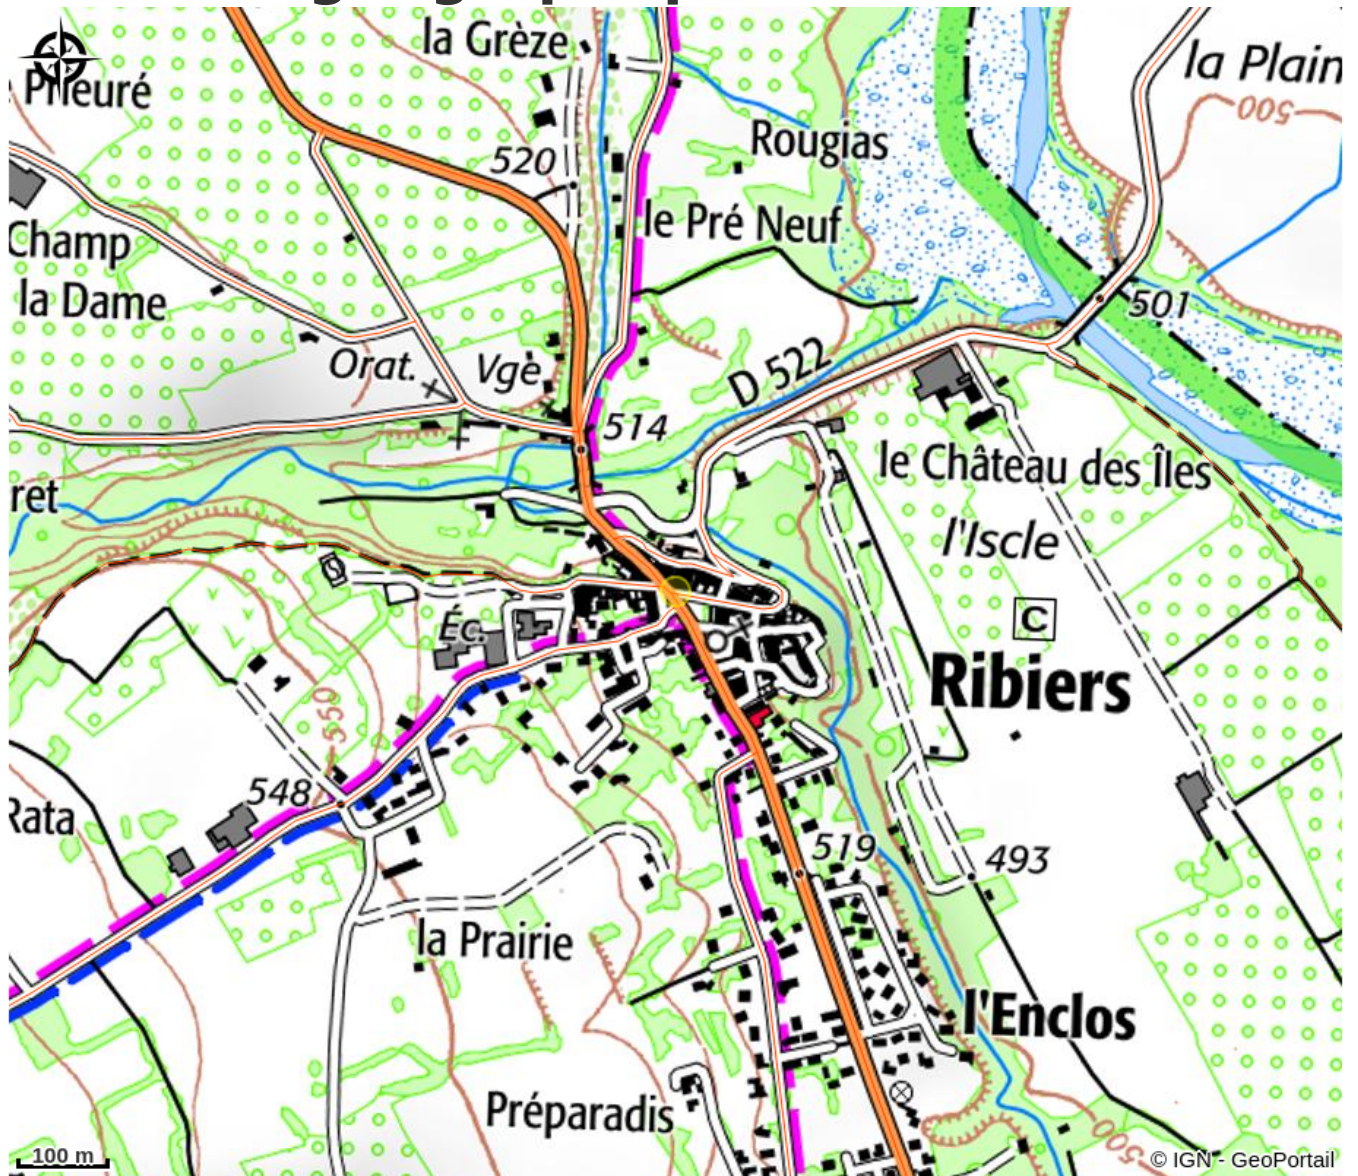 la Grèze
la Plain
Prieuré
500
Rougias
520
le Pré Neuf
Champ
la Dame
501
Orat.
Vgè
D 522
514
le Château des Îles
ret
l'Iscle
C
Éc.
Ribiers
550
548
Rata
519
493
la Prairie
l'Enclos
Préparadis
500
100 m
© IGN - GeoPortail